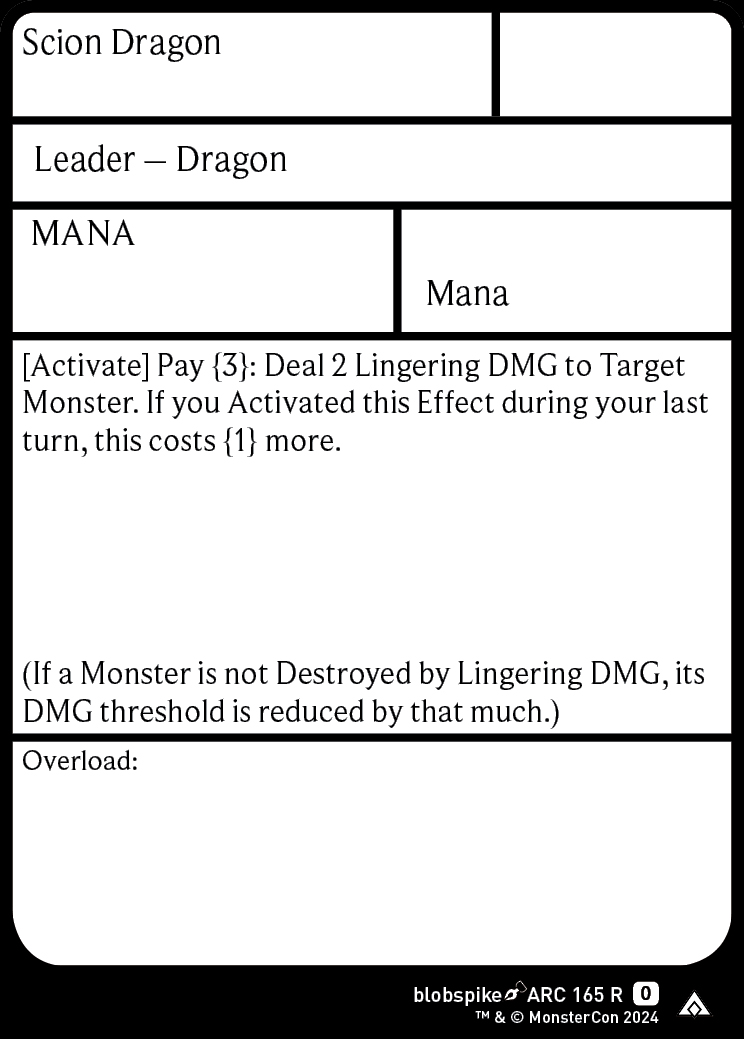 Scion Dragon
Leader – Dragon
MANA
Mana
[Activate] Pay {3}: Deal 2 Lingering DMG to Target
Monster. If you Activated this Effect during your last
turn, this costs {1} more.
(If a Monster is not Destroyed by Lingering DMG, its
DMG threshold is reduced by that much.)
Overload:
blobspike ARC 165 R 0
™ & © MonsterCon 2024